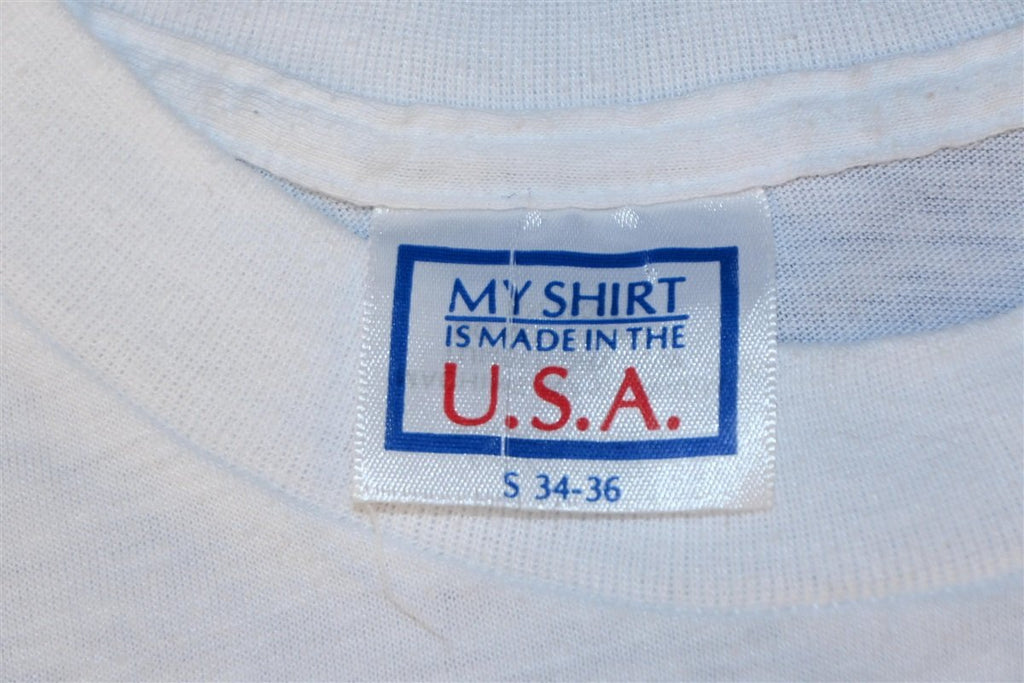 MY SHIRT
IS MADE IN THE
U.S.A.
S 34-36